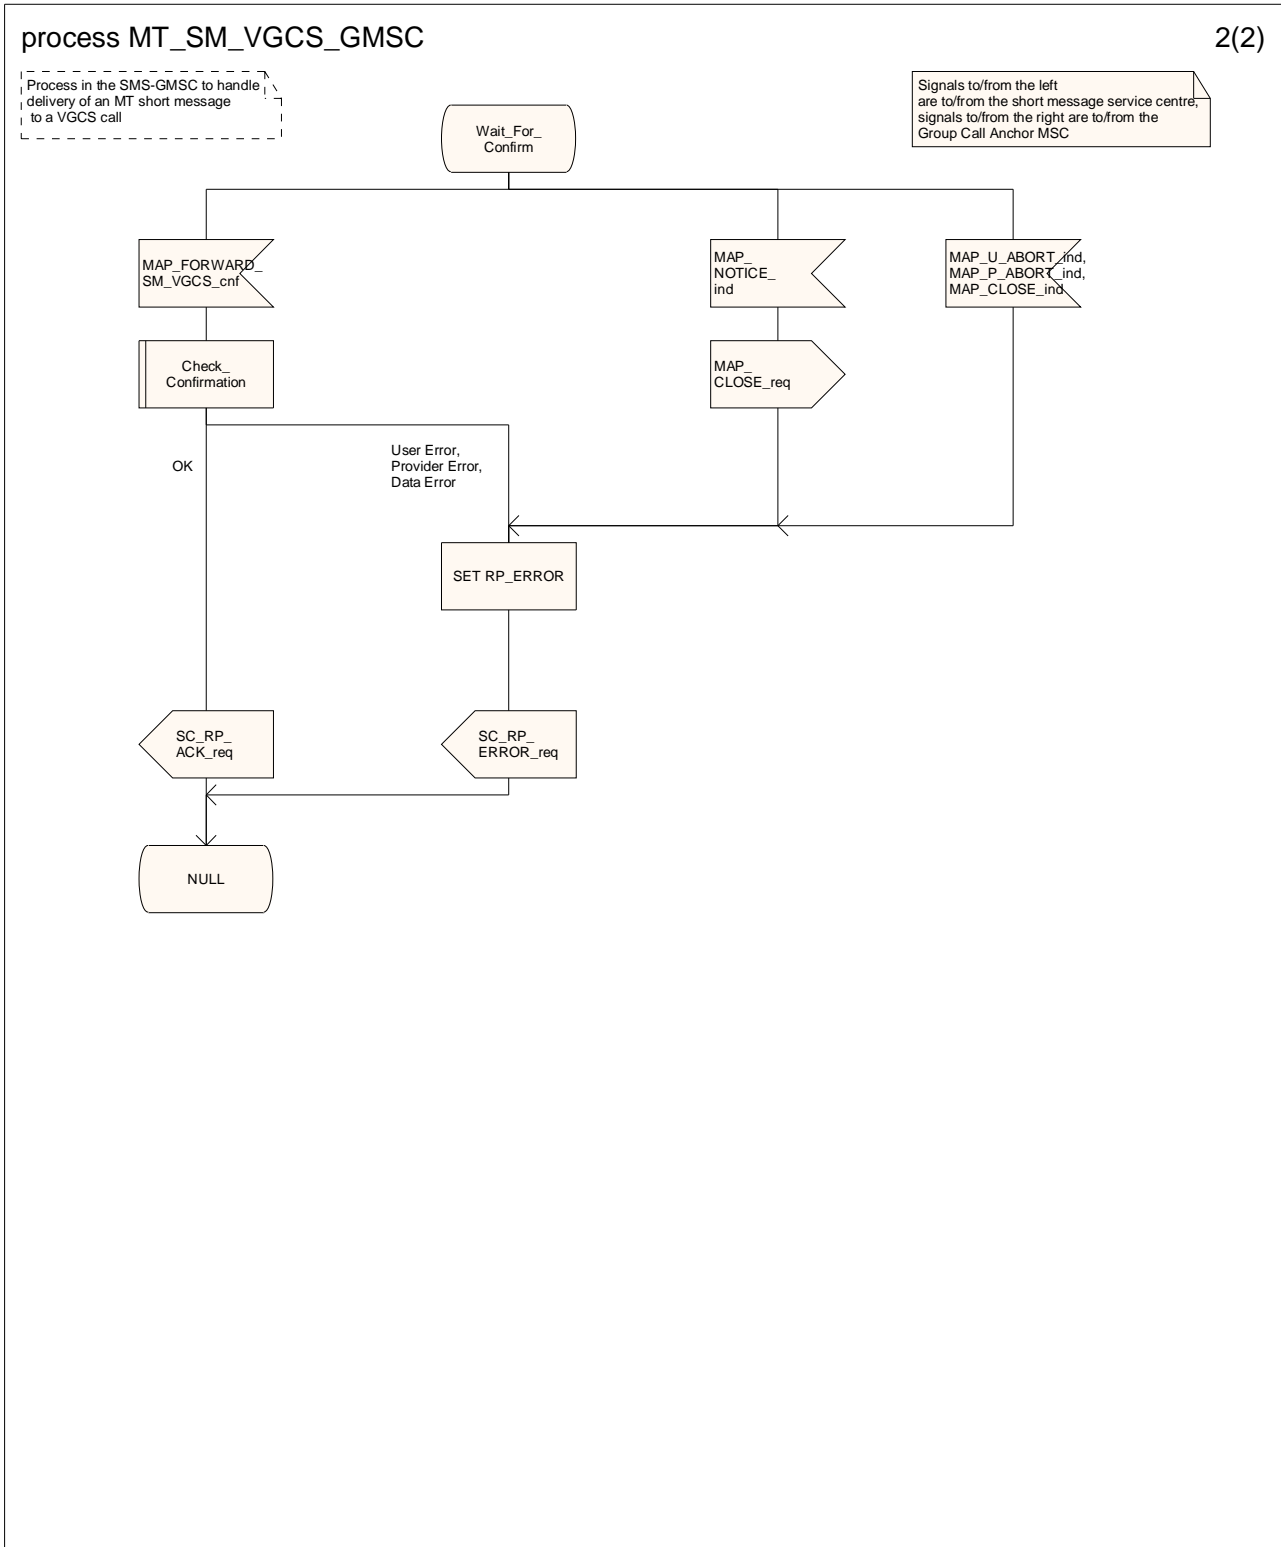 process MT_SM_VGCS_GMSC
2(2)
Process in the SMS-GMSC to handle
delivery of an MT short message
to a VGCS call
Signals to/from the left
are to/from the short message service centre,
signals to/from the right are to/from the
Group Call Anchor MSC
Wait_For_
Confirm
MAP_FORWARD_
SM_VGCS_cnf
MAP_
NOTICE_
ind
MAP_U_ABORT_ind,
MAP_P_ABORT_ind,
MAP_CLOSE_ind
Check_
Confirmation
MAP_
CLOSE_req
OK
User Error,
Provider Error,
Data Error
SET RP_ERROR
SC_RP_
ACK_req
SC_RP_
ERROR_req
NULL